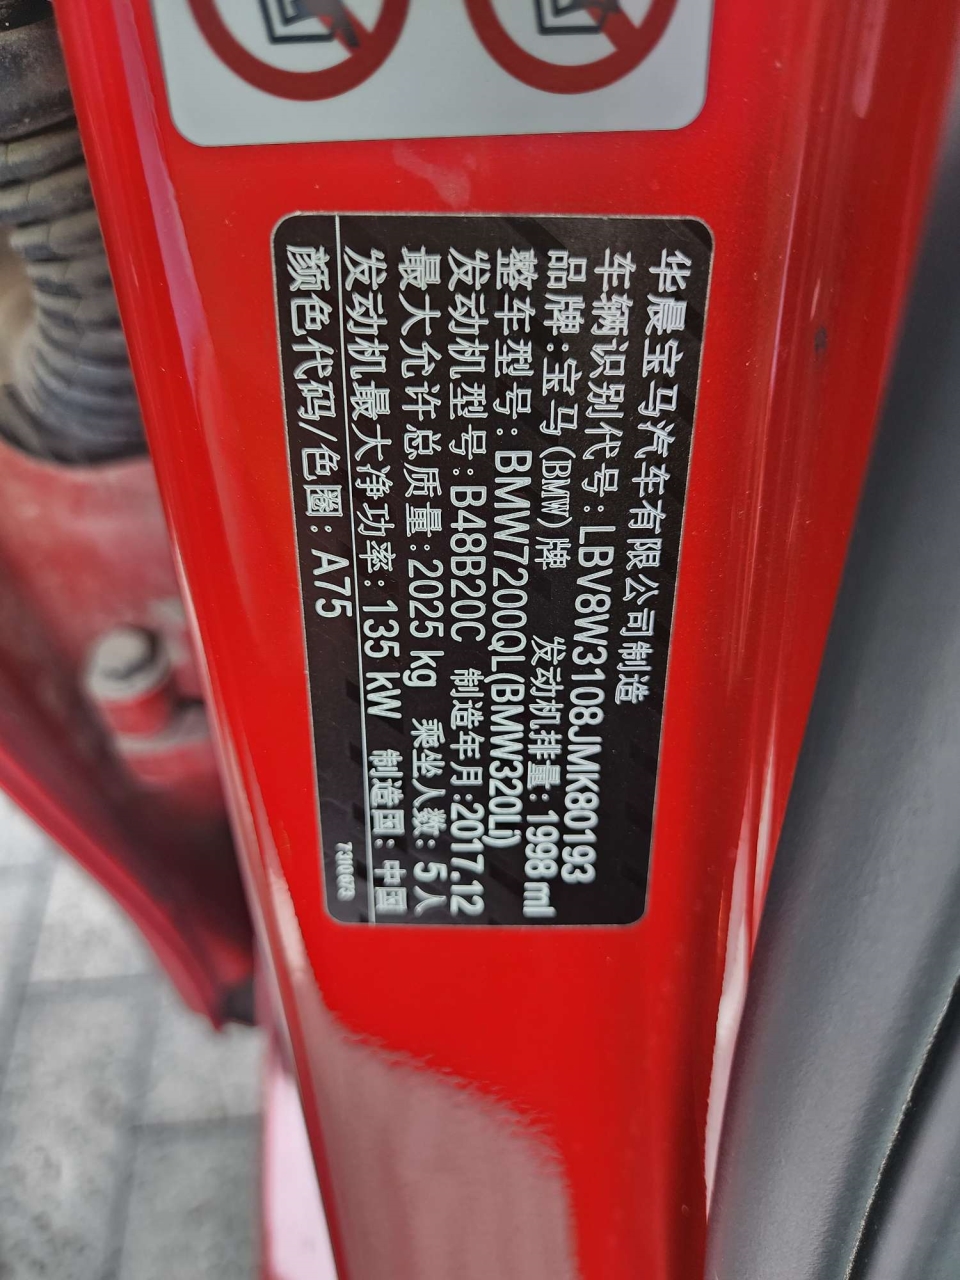 华晨宝马汽车有限公司制造
车辆识别代号:LBV8W3108JMK80193
品牌:宝马(BMW)牌 发动机排量:1998 ml
整车型号:BMW7200QL(BMW320Li)
发动机型号:B48B20C 制造年月:2017.12
最大允许总质量:2025 kg 乘坐人数:5人
发动机最大净功率:135 kW 制造国:中国
颜色代码/色圈:A75